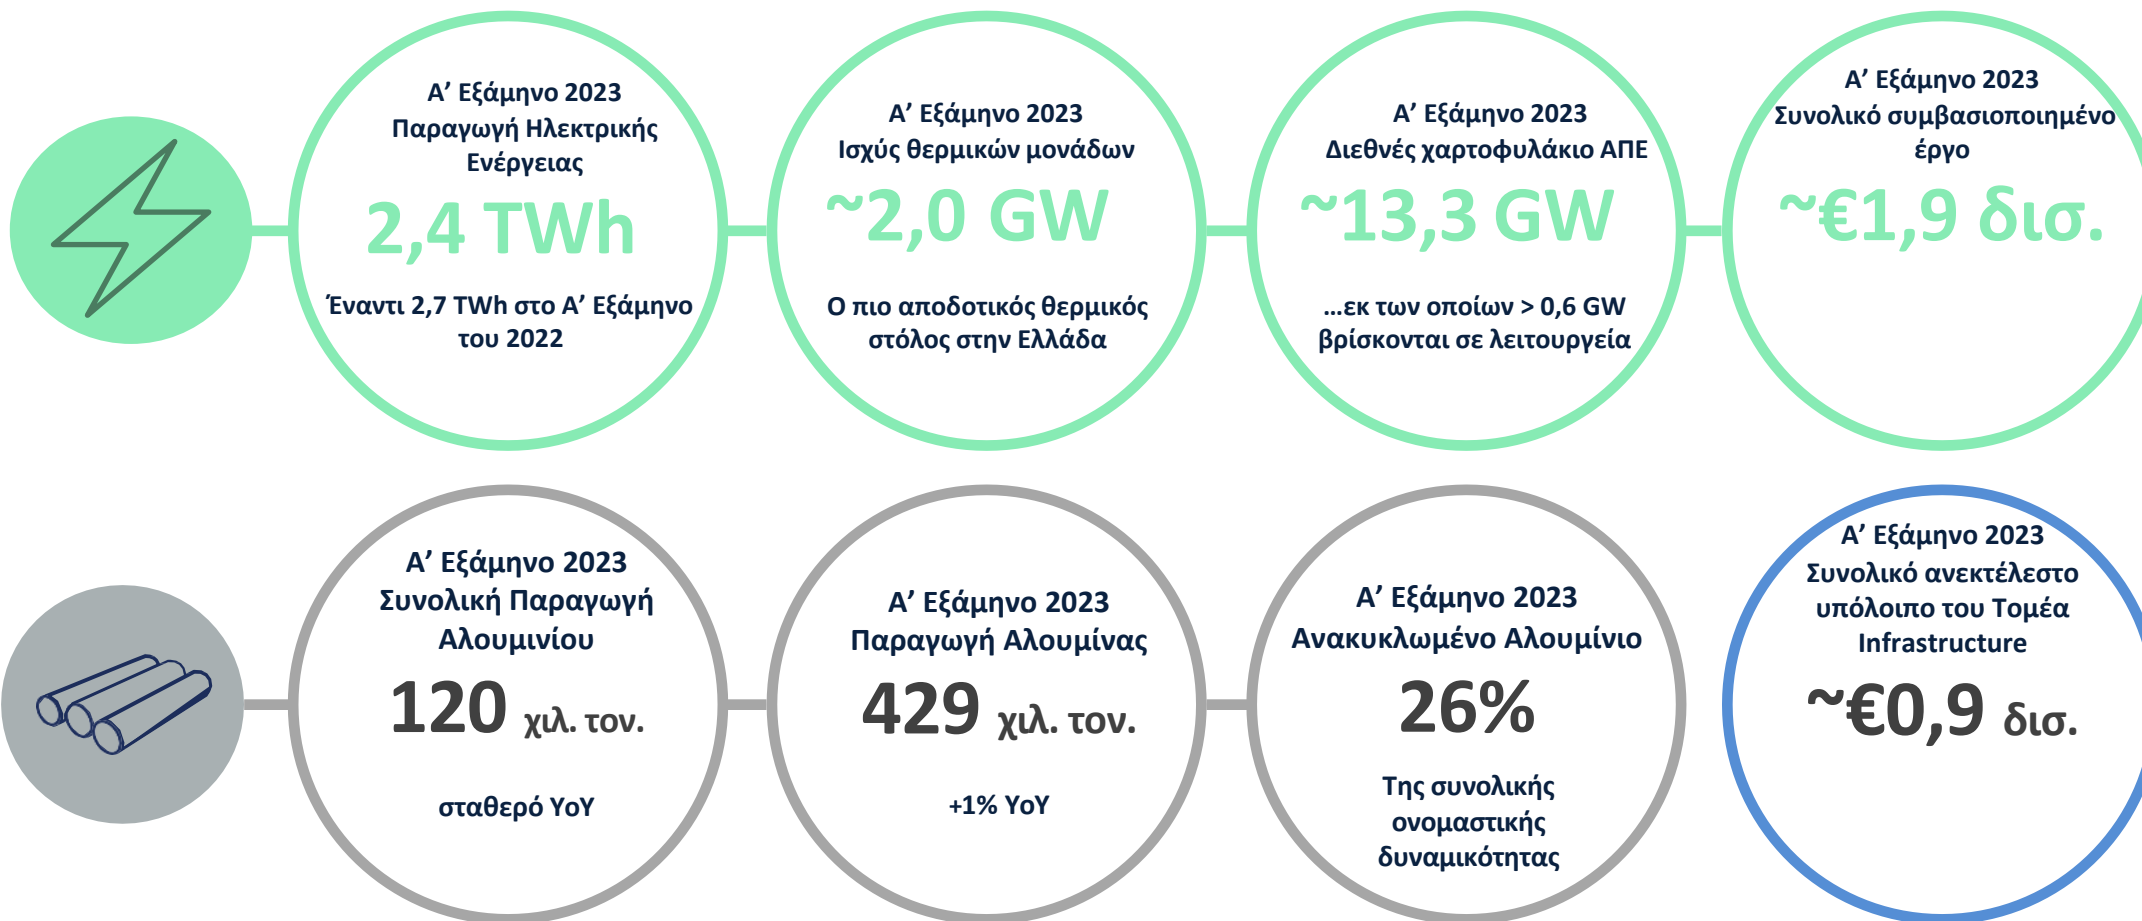 Α’ Εξάμηνο 2023
Παραγωγή Ηλεκτρικής
Ενέργειας
2,4 TWh
Έναντι 2,7 TWh στο Α’ Εξάμηνο
του 2022
Α’ Εξάμηνο 2023
Ισχύς θερμικών μονάδων
~2,0 GW
Ο πιο αποδοτικός θερμικός
στόλος στην Ελλάδα
Α’ Εξάμηνο 2023
Διεθνές χαρτοφυλάκιο ΑΠΕ
~13,3 GW
...εκ των οποίων > 0,6 GW
βρίσκονται σε λειτουργεία
Α’ Εξάμηνο 2023
Συνολικό συμβασιοποιημένο
έργο
~€1,9 δισ.
Α’ Εξάμηνο 2023
Συνολική Παραγωγή
Αλουμινίου
120 χιλ. τον.
σταθερό YoY
Α’ Εξάμηνο 2023
Παραγωγή Αλουμίνας
429 χιλ. τον.
+1% YoY
Α’ Εξάμηνο 2023
Ανακυκλωμένο Αλουμίνιο
26%
Της συνολικής
ονομαστικής
δυναμικότητας
Α’ Εξάμηνο 2023
Συνολικό ανεκτέλεστο
υπόλοιπο του Τομέα
Infrastructure
~€0,9 δισ.